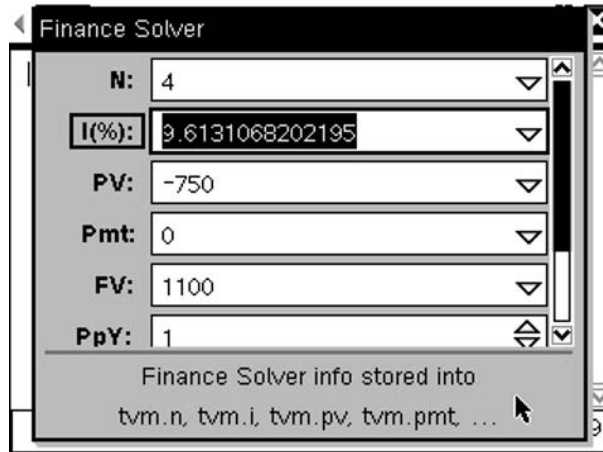 Finance Solver
N: 4
I(%): 9.6131068202195
PV: -750
Pmt: 0
FV: 1100
PpY: 1
Finance Solver info stored into
tvm.n, tvm.i, tvm.pv, tvm.pmt, ...